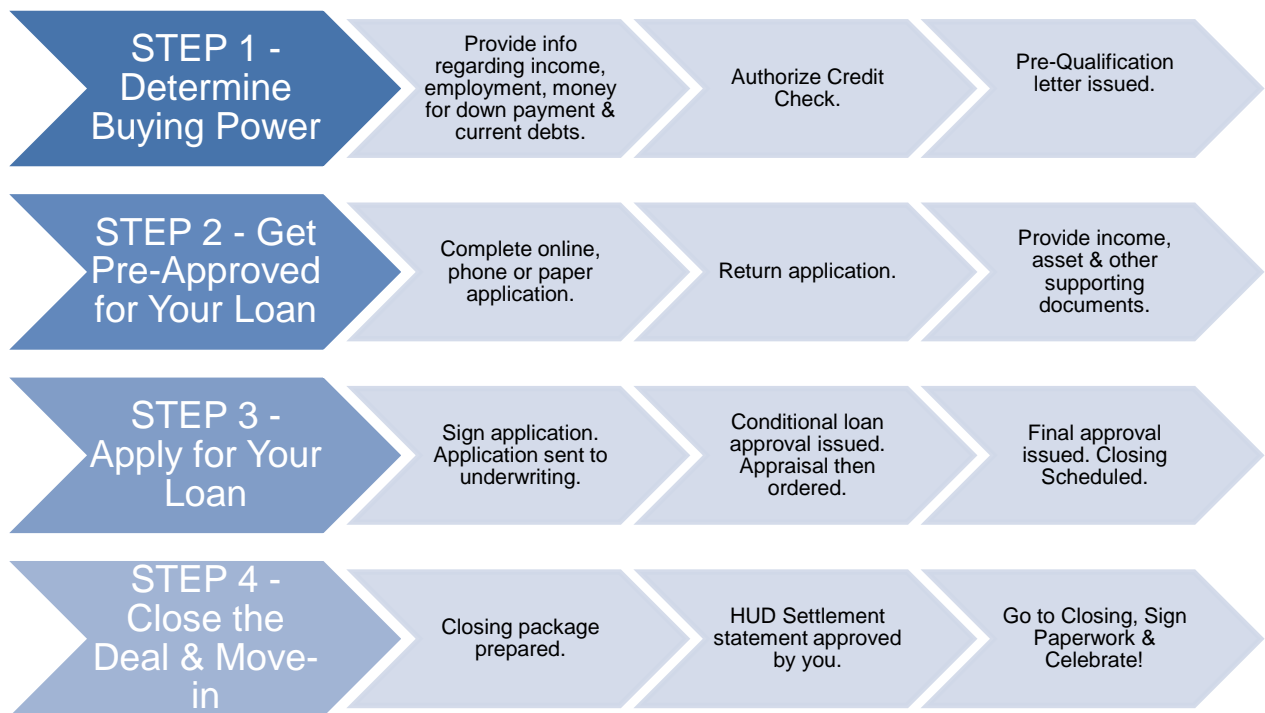 STEP 1 -
Determine
Buying Power
Provide info
regarding income,
employment, money
for down payment &
current debts.
Authorize Credit
Check.
Pre-Qualification
letter issued.
STEP 2 - Get
Pre-Approved
for Your Loan
Complete online,
phone or paper
application.
Return application.
Provide income,
asset & other
supporting
documents.
STEP 3 -
Apply for Your
Loan
Sign application.
Application sent to
underwriting.
Conditional loan
approval issued.
Appraisal then
ordered.
Final approval
issued. Closing
Scheduled.
STEP 4 -
Close the
Deal & Move-
in
Closing package
prepared.
HUD Settlement
statement approved
by you.
Go to Closing, Sign
Paperwork &
Celebrate!